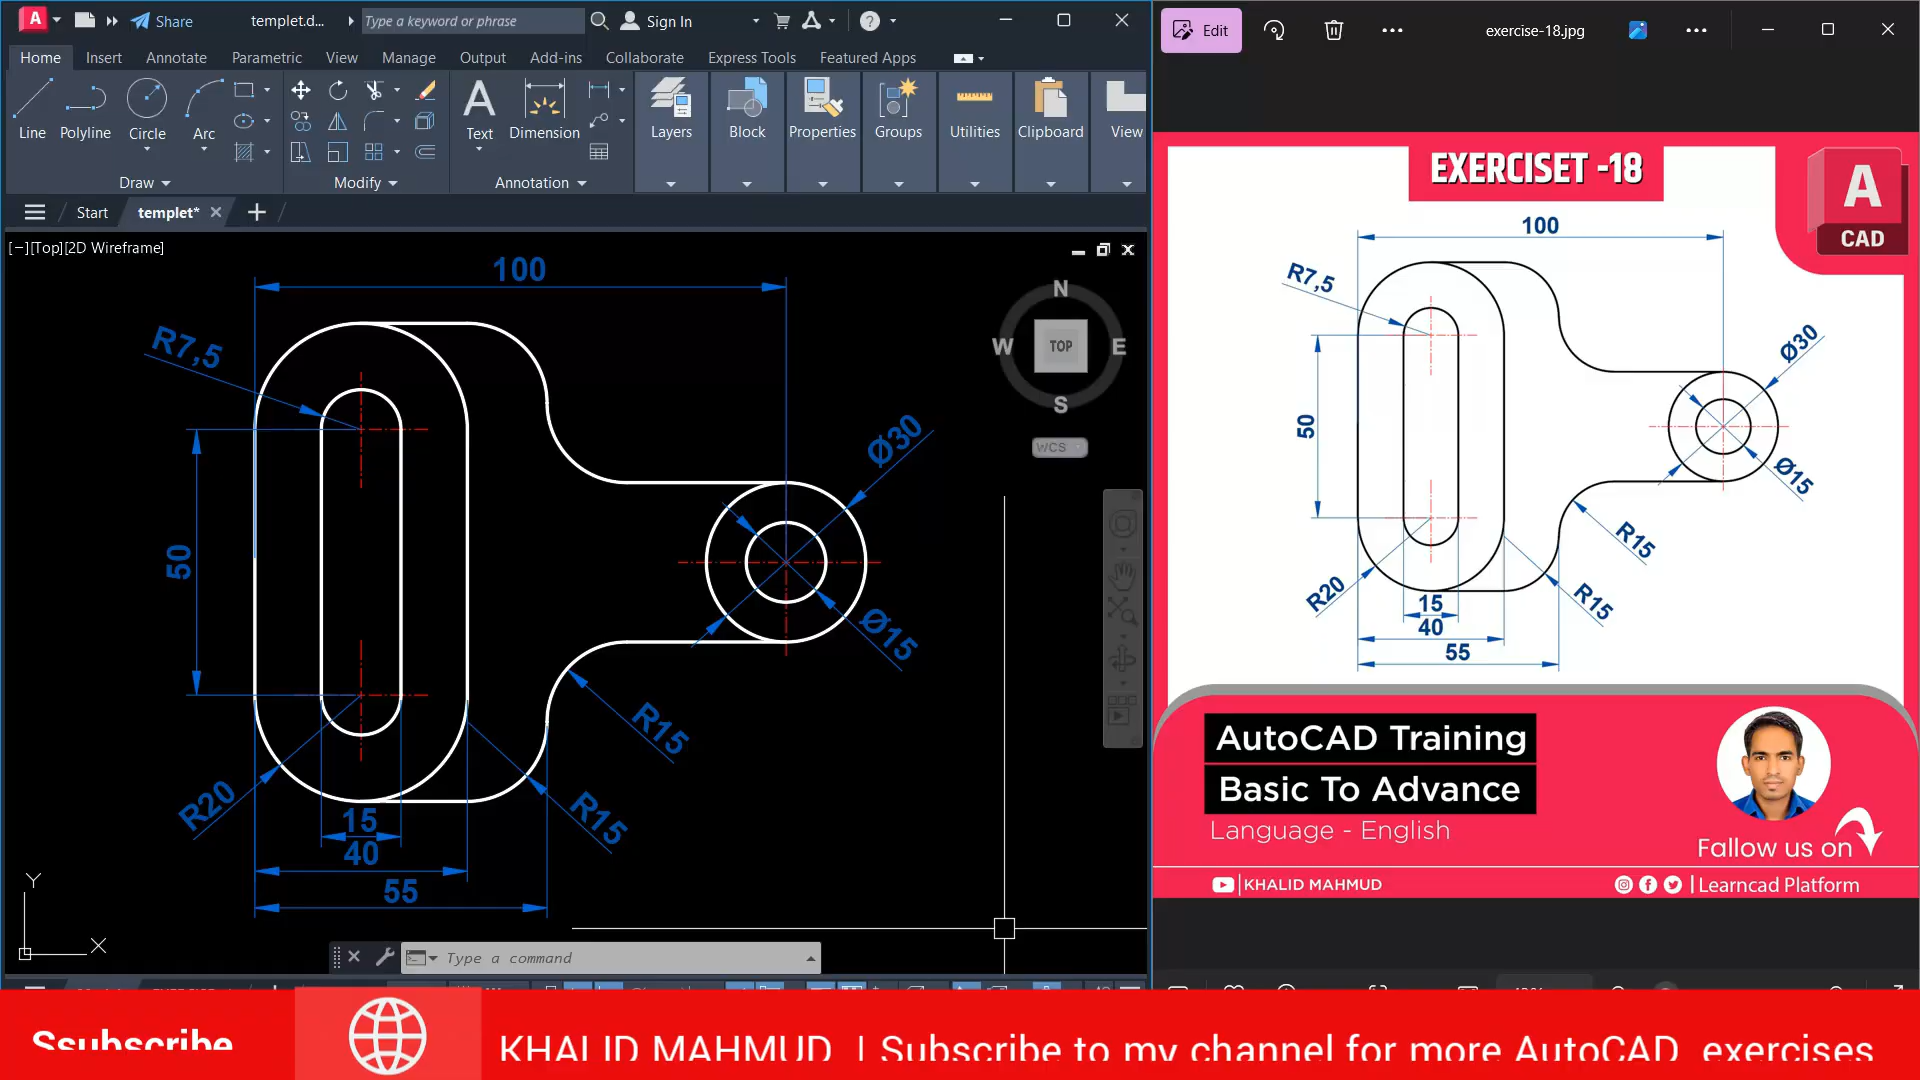 A
Share
templet.d...
Type a keyword or phrase
Sign In
Home
Insert
Annotate
Parametric
View
Manage
Output
Add-ins
Collaborate
Express Tools
Featured Apps
Line
Polyline
Circle
Arc
Text
Dimension
Layers
Block
Properties
Groups
Utilities
Clipboard
View
Draw
Modify
Annotation
Start
templet*
[−][Top][2D Wireframe]
100
R7,5
50
Ø30
Ø15
R15
R15
R20
15
40
55
N
W
TOP
E
S
WCS
Y
X
Type a command
Edit
exercise-18.jpg
EXERCISET -18
A
CAD
100
R7,5
50
Ø30
Ø15
R15
R15
R20
15
40
55
AutoCAD Training
Basic To Advance
Language - English
Fallow us on
KHALID MAHMUD
Learncad Platform
Ssubscribe
KHALID MAHMUD | Subscribe to my channel for more AutoCAD exercises